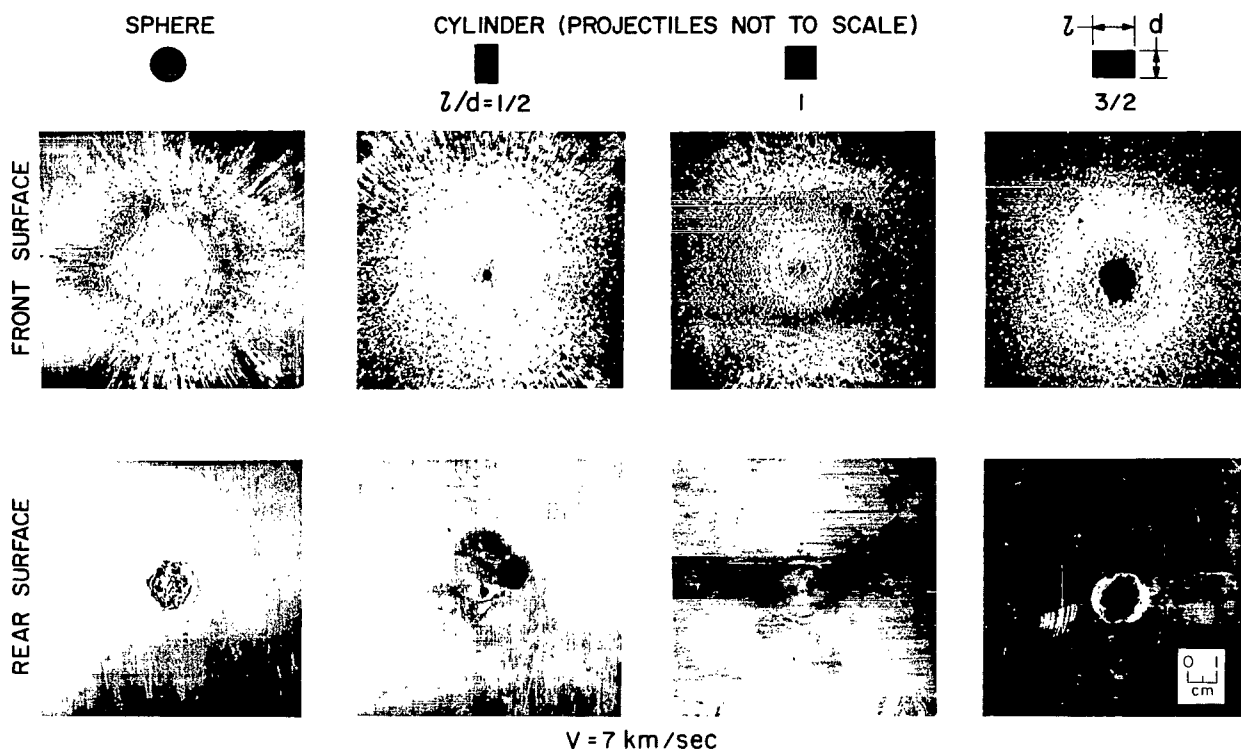 SPHERE
CYLINDER (PROJECTILES NOT TO SCALE)
l
d
l/d=1/2
1
3/2
FRONT SURFACE
REAR SURFACE
0 1
cm
V = 7 km/sec